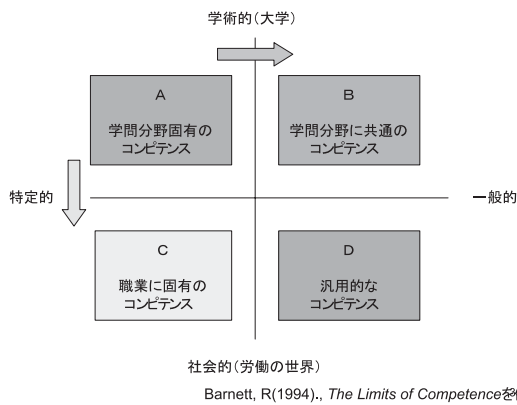 学術的(大学)
A
学問分野固有の
コンピテンス
B
学問分野に共通の
コンピテンス
特定的
一般的
C
職業に固有の
コンピテンス
D
汎用的な
コンピテンス
社会的(労働の世界)
Barnett, R(1994)., The Limits of Competenceを